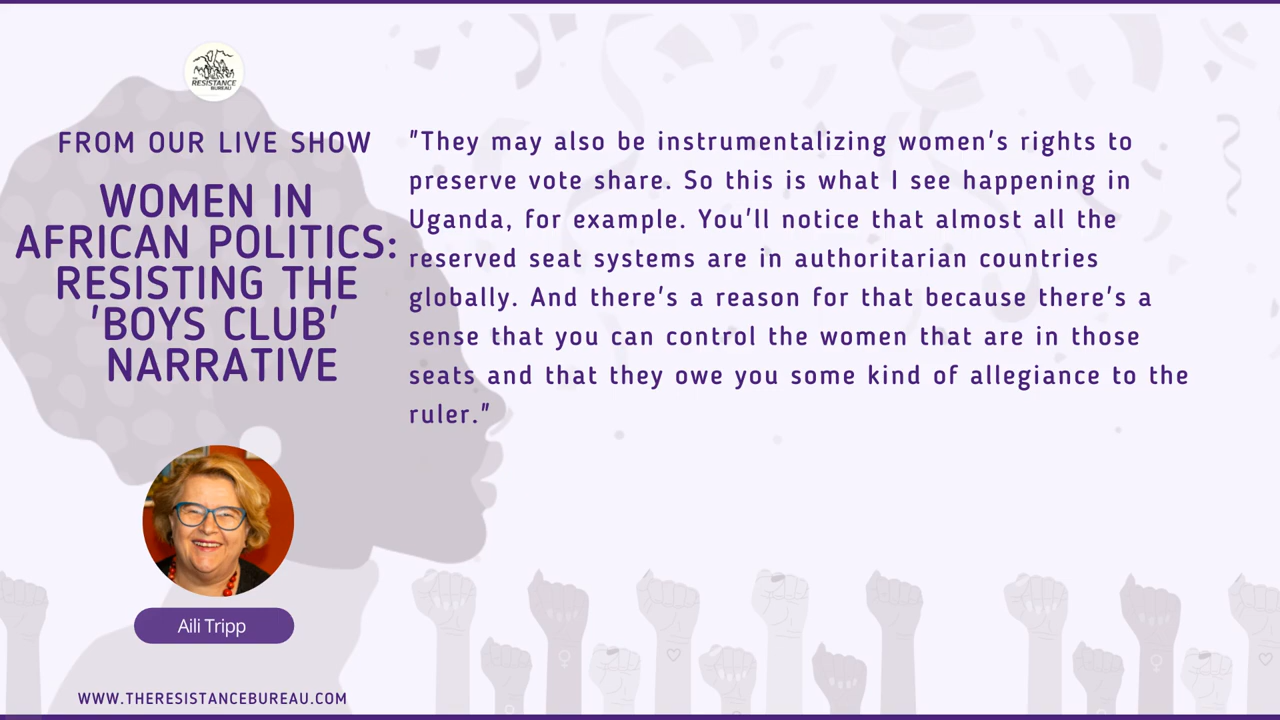 THE
RESISTANCE
BUREAU
FROM OUR LIVE SHOW
WOMEN IN
AFRICAN POLITICS:
RESISTING THE
'BOYS CLUB'
NARRATIVE
"They may also be instrumentalizing women's rights to
preserve vote share. So this is what I see happening in
Uganda, for example. You'll notice that almost all the
reserved seat systems are in authoritarian countries
globally. And there's a reason for that because there's a
sense that you can control the women that are in those
seats and that they owe you some kind of allegiance to the
ruler."
Aili Tripp
WWW.THERESISTANCEBUREAU.COM